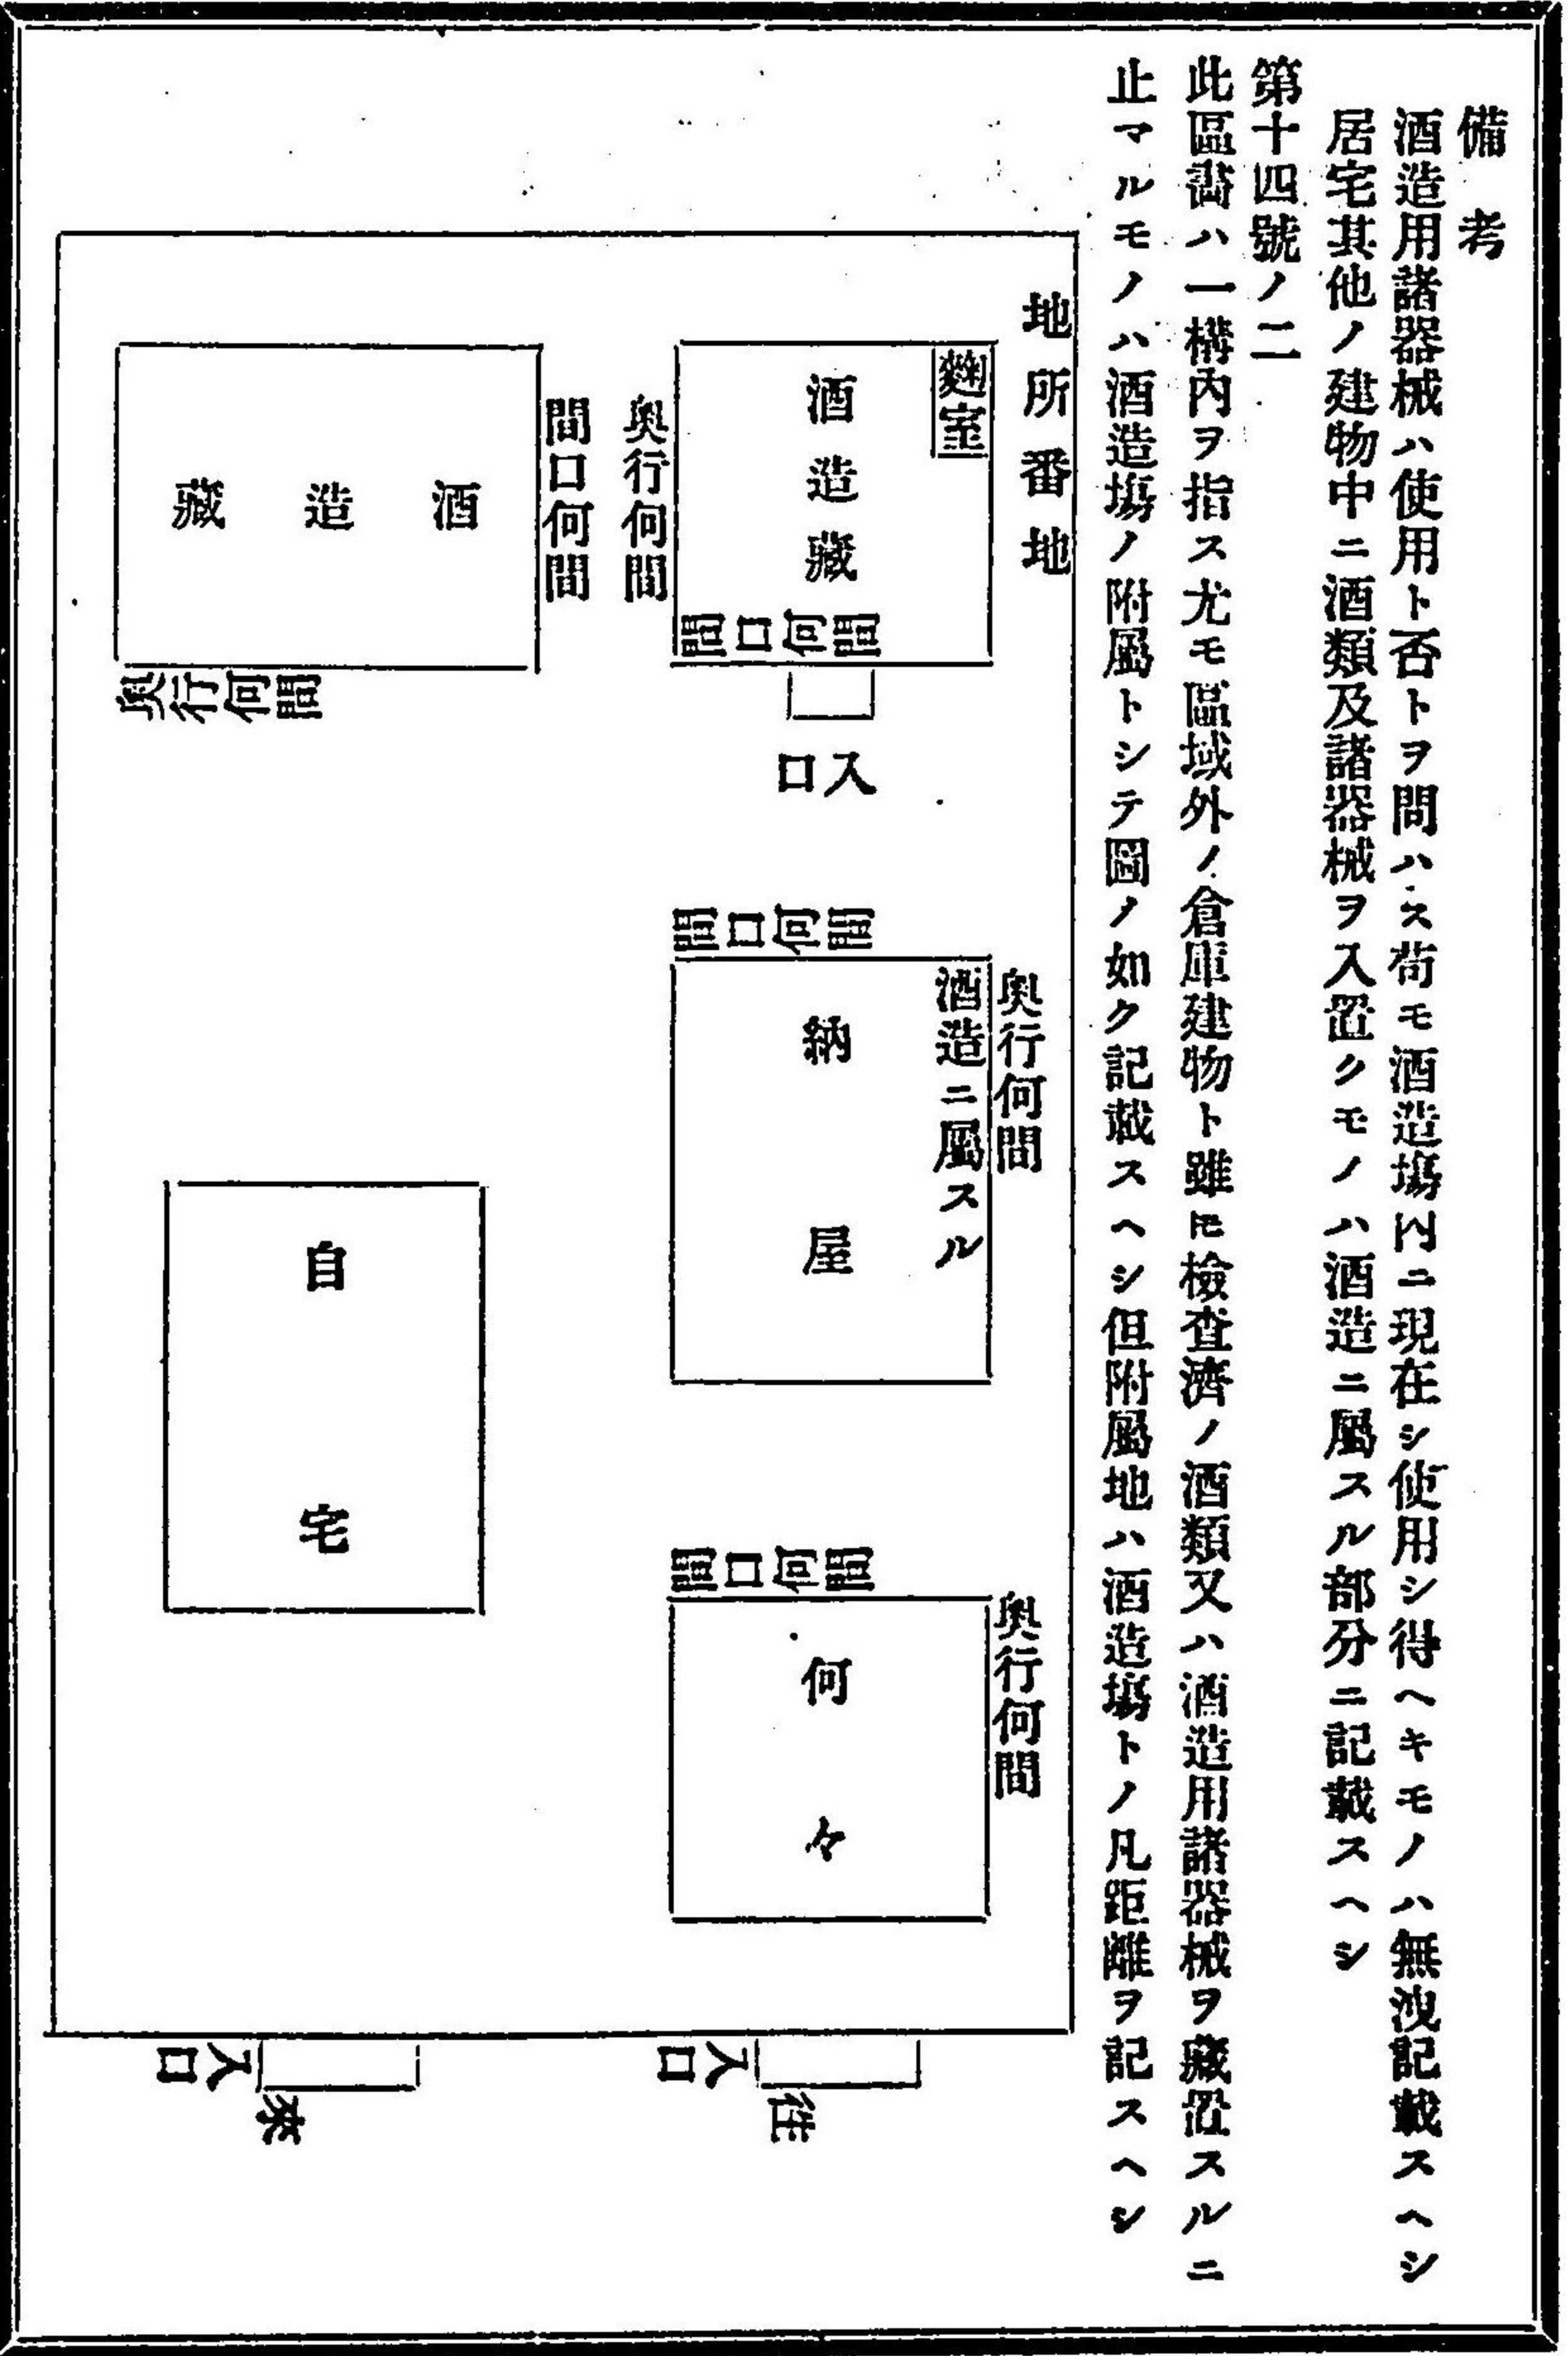 備考
酒造用諸器械ハ使用ト否トヲ問ハス苟モ酒造塲內ニ現在シ使用シ得ヘキモノハ無洩記載スヘシ
居宅其他ノ建物中ニ酒類及諸器械ヲ入置クモノハ酒造ニ屬スル部分ニ記載スヘシ
第十四號ノ二
此區畵ハ一構內ヲ指ス尤モ區域外ノ倉庫建物ト雖𪜈檢查濟ノ酒類又ハ酒造用諸器械ヲ藏置スルニ
止マルモノハ酒造塲ノ附屬トシテ圖ノ如ク記載スヘシ但附屬地ハ酒造塲トノ凡距離ヲ記スヘシ
地所番地
麴室
酒造藏
間口何間
奥行何間
入口
奥行何間
酒造ニ屬スル
納屋
間口何間
奥行何間
何々
間口何間
間口何間
酒造藏
奥行何間
自宅
入口
往
入口
來